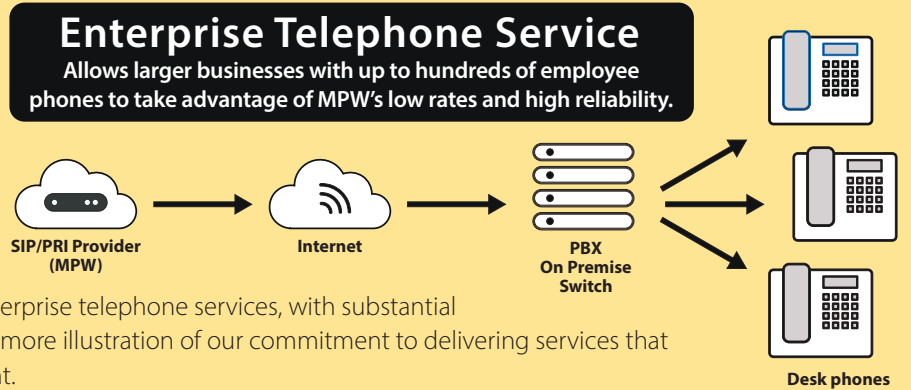 Enterprise Telephone Service
Allows larger businesses with up to hundreds of employee
phones to take advantage of MPW’s low rates and high reliability.
SIP/PRI Provider
(MPW)
Internet
PBX
On Premise
Switch
Desk phones
erprise telephone services, with substantial
more illustration of our commitment to delivering services that
t.